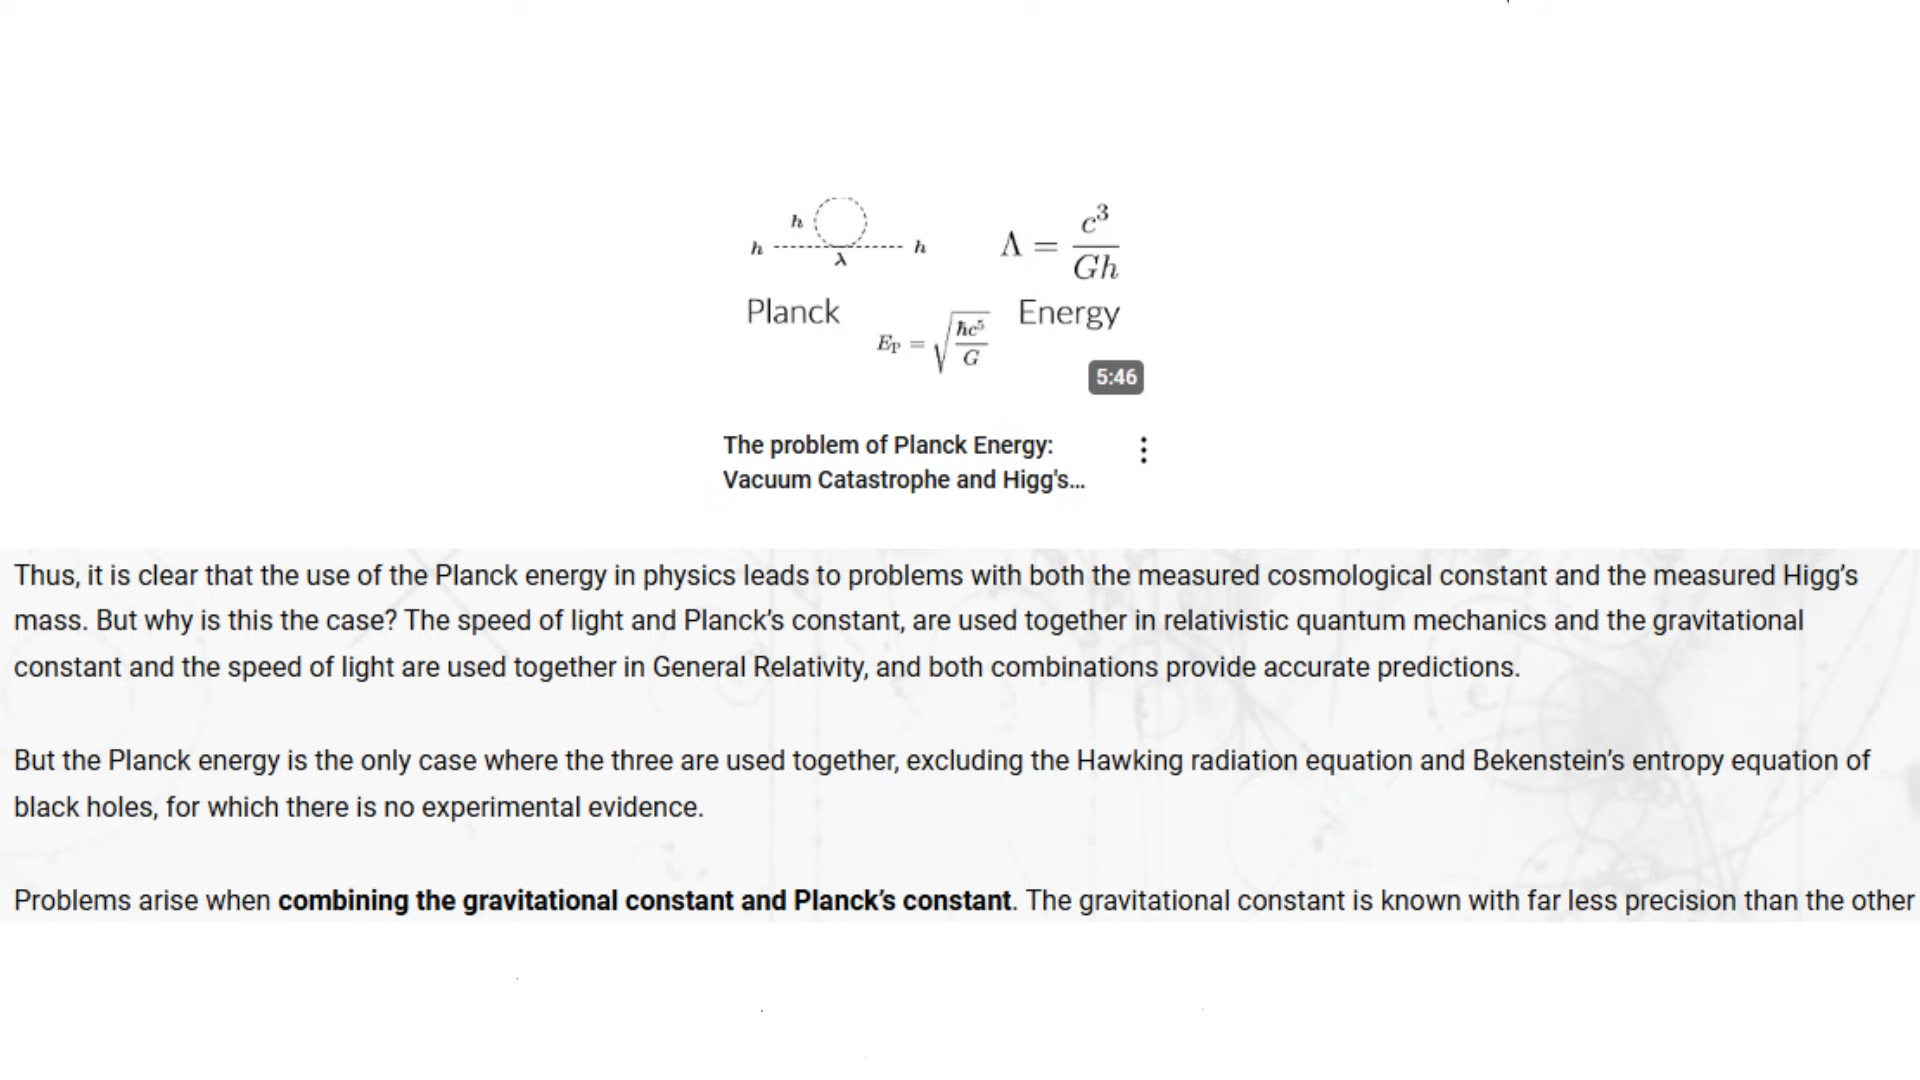 h
h h
λ
Λ = c³/Gh
Planck Energy
E_P = √(ħc⁵/G)
5:46
The problem of Planck Energy:
Vacuum Catastrophe and Higg's...
Thus, it is clear that the use of the Planck energy in physics leads to problems with both the measured cosmological constant and the measured Higg’s
mass. But why is this the case? The speed of light and Planck’s constant, are used together in relativistic quantum mechanics and the gravitational
constant and the speed of light are used together in General Relativity, and both combinations provide accurate predictions.
But the Planck energy is the only case where the three are used together, excluding the Hawking radiation equation and Bekenstein’s entropy equation of
black holes, for which there is no experimental evidence.
Problems arise when combining the gravitational constant and Planck’s constant. The gravitational constant is known with far less precision than the other